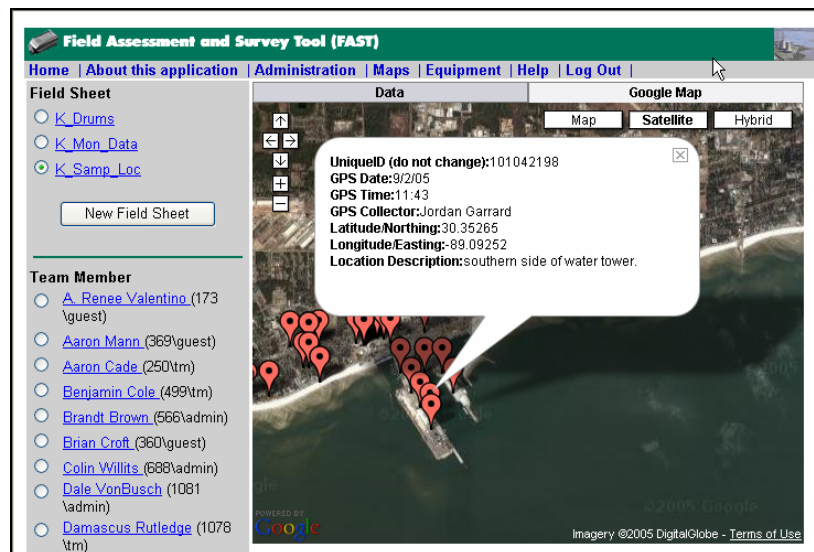 Field Assessment and Survey Tool (FAST)
Home | About this application | Administration | Maps | Equipment | Help | Log Out |
Field Sheet
K_Drums
K_Mon_Data
K_Samp_Loc
New Field Sheet
Team Member
A. Renee Valentino (173
\guest)
Aaron Mann (369\guest)
Aaron Cade (250\tm)
Benjamin Cole (499\tm)
Brandt Brown (566\admin)
Brian Croft (360\guest)
Colin Willits (688\admin)
Dale VonBusch (1081
\admin)
Damascus Rutledge (1078
\tm)
Data
Google Map
Map
Satellite
Hybrid
UniqueID (do not change):101042198
GPS Date:9/2/05
GPS Time:11:43
GPS Collector:Jordan Garrard
Latitude/Northing:30.35265
Longitude/Easting:-89.09252
Location Description:southern side of water tower.
©2005 Google
POWERED BY
Google
Imagery ©2005 DigitalGlobe - Terms of Use